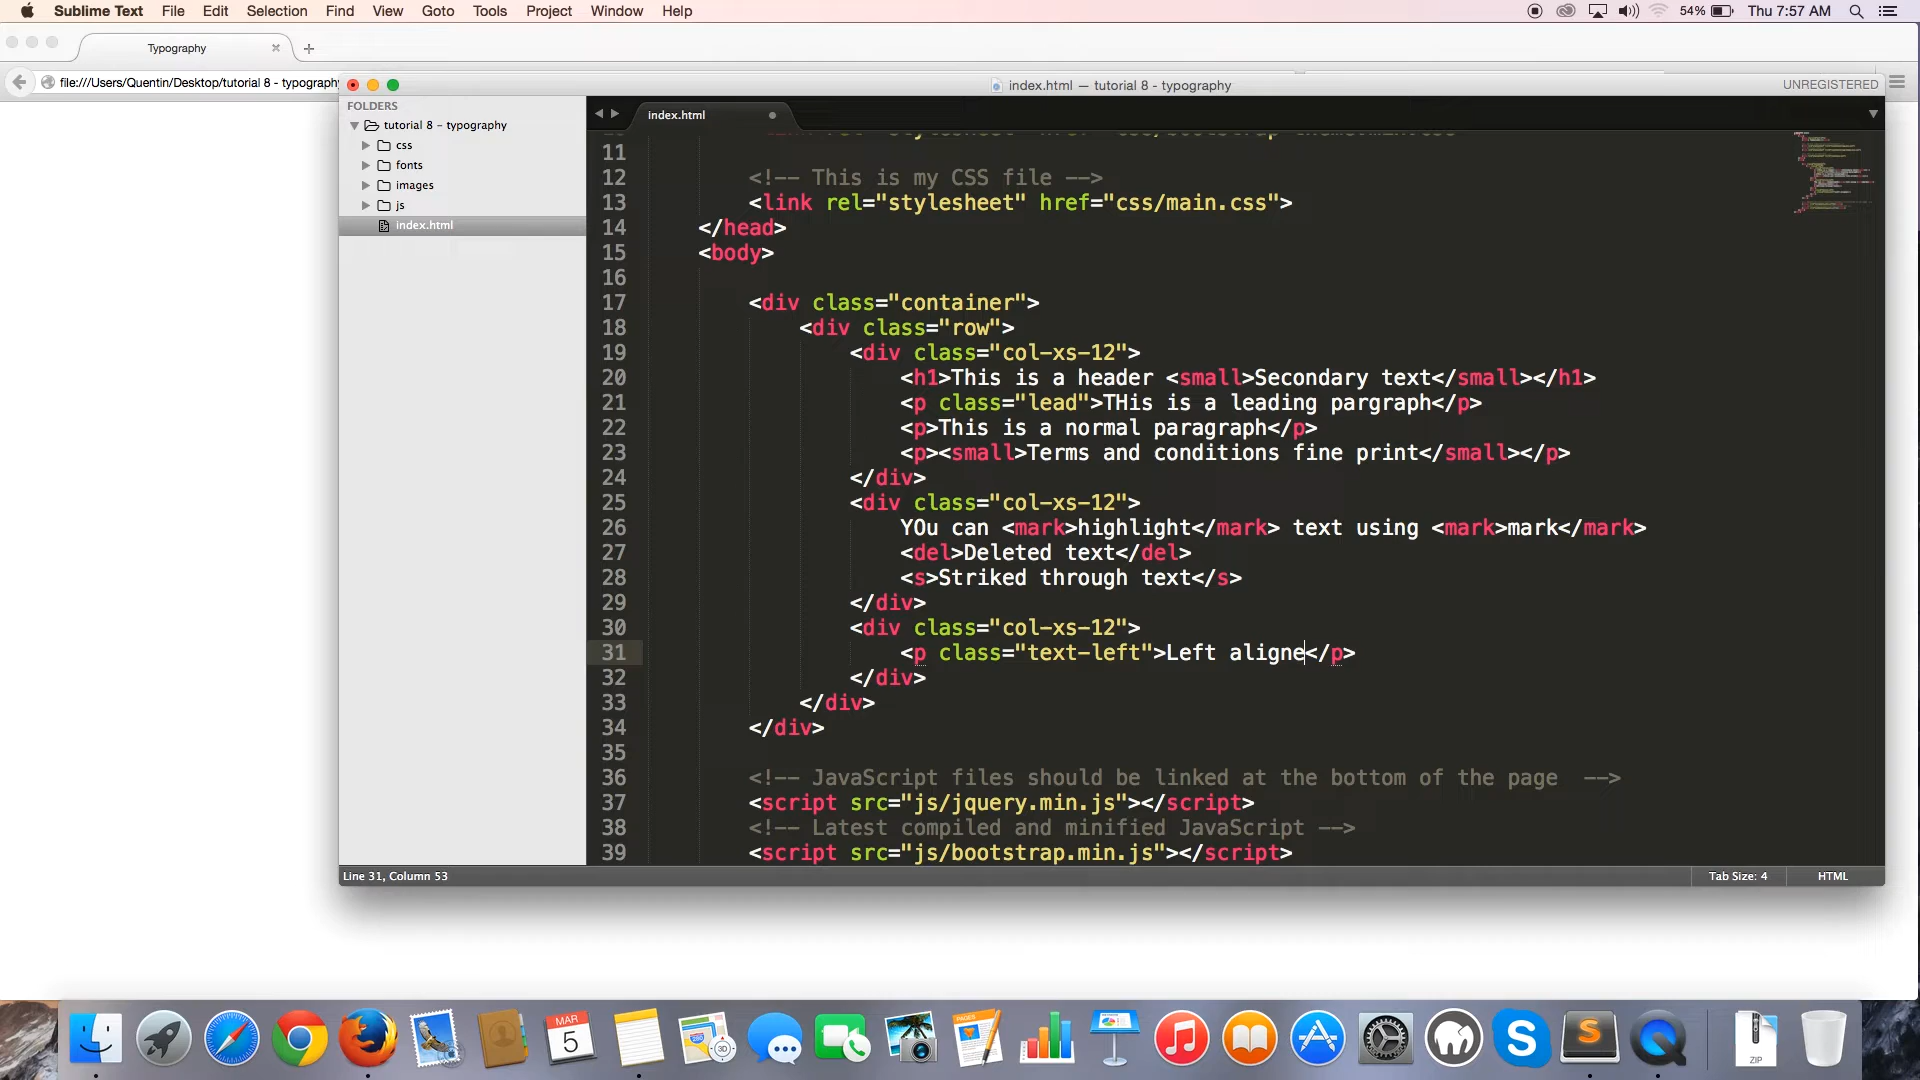 Sublime Text File Edit Selection Find View Goto Tools Project Window Help 54% Thu 7:57 AM
Typography
file:///Users/Quentin/Desktop/tutorial 8 - typography
index.html — tutorial 8 - typography UNREGISTERED
FOLDERS
tutorial 8 - typography
css
fonts
images
js
index.html
index.html
11
12 <!-- This is my CSS file -->
13 <link rel="stylesheet" href="css/main.css">
14 </head>
15 <body>
16
17 <div class="container">
18 <div class="row">
19 <div class="col-xs-12">
20 <h1>This is a header <small>Secondary text</small></h1>
21 <p class="lead">THis is a leading pargraph</p>
22 <p>This is a normal paragraph</p>
23 <p><small>Terms and conditions fine print</small></p>
24 </div>
25 <div class="col-xs-12">
26 YOu can <mark>highlight</mark> text using <mark>mark</mark>
27 <del>Deleted text</del>
28 <s>Striked through text</s>
29 </div>
30 <div class="col-xs-12">
31 <p class="text-left">Left aligne</p>
32 </div>
33 </div>
34 </div>
35
36 <!-- JavaScript files should be linked at the bottom of the page -->
37 <script src="js/jquery.min.js"></script>
38 <!-- Latest compiled and minified JavaScript -->
39 <script src="js/bootstrap.min.js"></script>
Line 31, Column 53 Tab Size: 4 HTML
MAR
5
3D
PAGES
ZIP